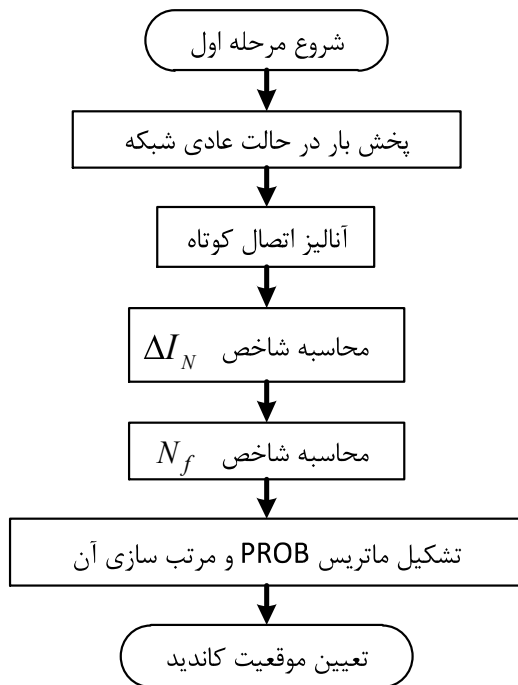 شروع مرحله اول
پخش بار در حالت عادی شبکه
آنالیز اتصال کوتاه
محاسبه شاخص ΔI_N
محاسبه شاخص N_f
تشکیل ماتریس PROB و مرتب سازی آن
تعیین موقعیت کاندید